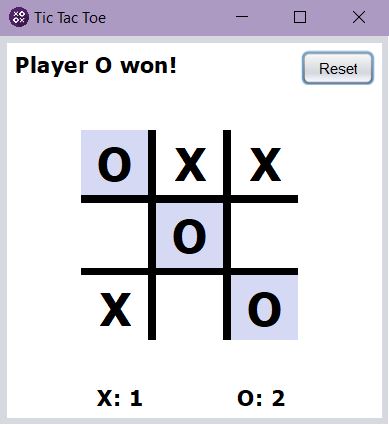 Tic Tac Toe
Player O won!
Reset
O X X
O
X O
X: 1 O: 2